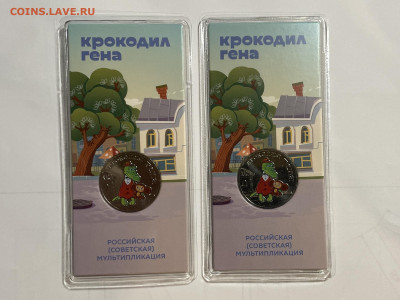 COINS.LAVE.RU
крокодил
крокодил
гена
гена
РОССИЙСКАЯ
(СОВЕТСКАЯ)
МУЛЬТИПЛИКАЦИЯ
РОССИЙСКАЯ
(СОВЕТСКАЯ)
МУЛЬТИПЛИКАЦИЯ